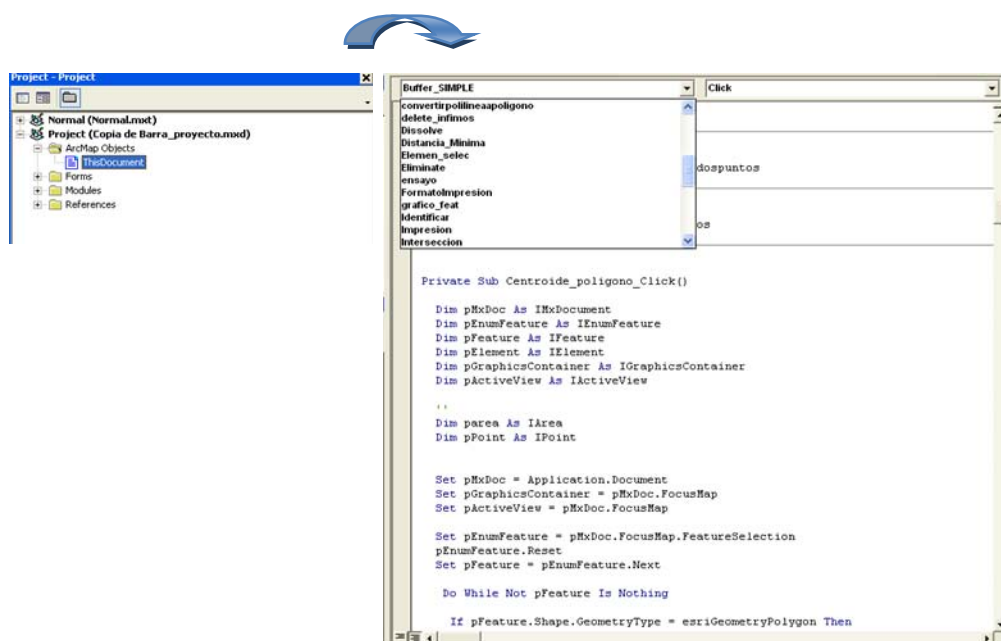 Project - Project
Normal (Normal.mxt)
Project (Copia de Barra_proyecto.mxd)
ArcMap Objects
ThisDocument
Forms
Modules
References
Buffer_SIMPLE
Click
convertirpolilineaapoligono
delete_infimos
Dissolve
Distancia_Minima
Elemen_selec
Eliminate
ensayo
FormatoImpresion
grafico_feat
Identificar
Impresion
Interseccion
dospuntos
os
Private Sub Centroide_poligono_Click()
Dim pMxDoc As IMxDocument
Dim pEnumFeature As IEnumFeature
Dim pFeature As IFeature
Dim pElement As IElement
Dim pGraphicsContainer As IGraphicsContainer
Dim pActiveView As IActiveView
''
Dim parea As IArea
Dim pPoint As IPoint
Set pMxDoc = Application.Document
Set pGraphicsContainer = pMxDoc.FocusMap
Set pActiveView = pMxDoc.FocusMap
Set pEnumFeature = pMxDoc.FocusMap.FeatureSelection
pEnumFeature.Reset
Set pFeature = pEnumFeature.Next
Do While Not pFeature Is Nothing
If pFeature.Shape.GeometryType = esriGeometryPolygon Then